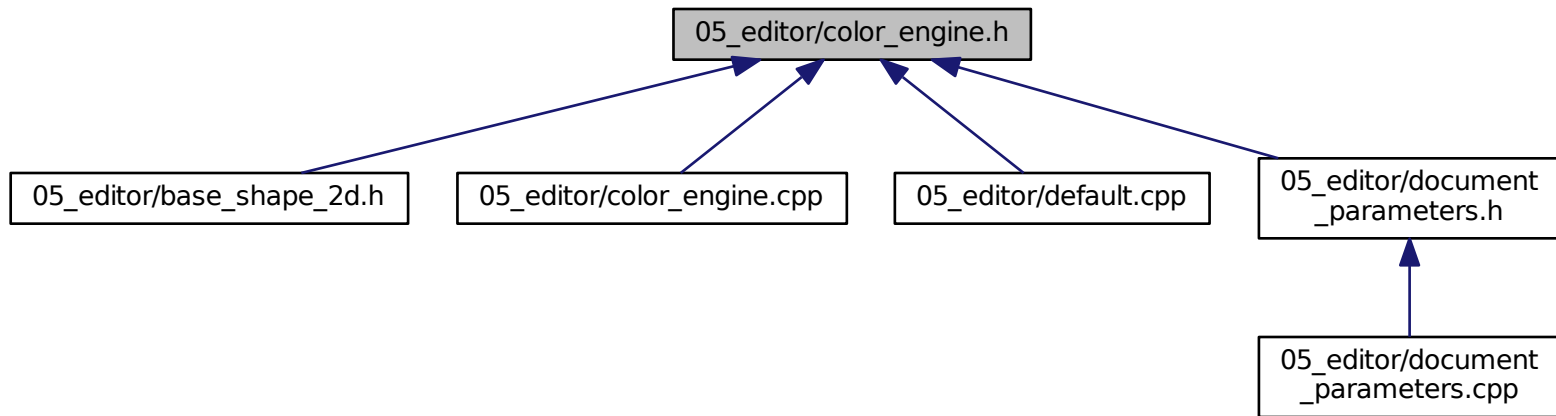 05_editor/color_engine.h
05_editor/base_shape_2d.h
05_editor/color_engine.cpp
05_editor/default.cpp
05_editor/document
_parameters.h
05_editor/document
_parameters.cpp